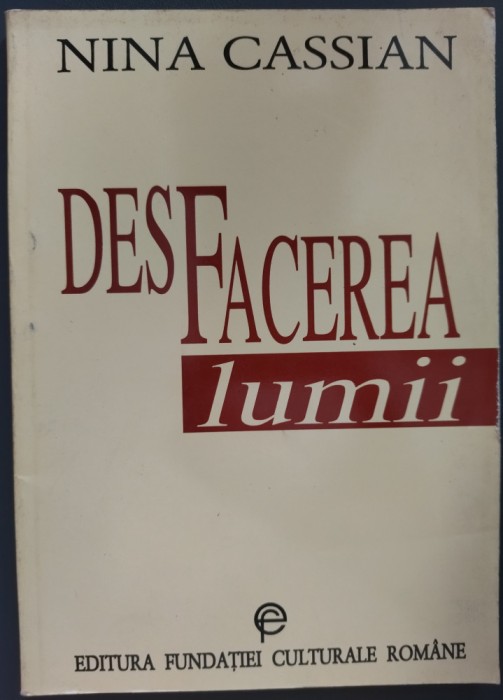 NINA CASSIAN
DESFACEREA
lumii
EDITURA FUNDAȚIEI CULTURALE ROMÂNE